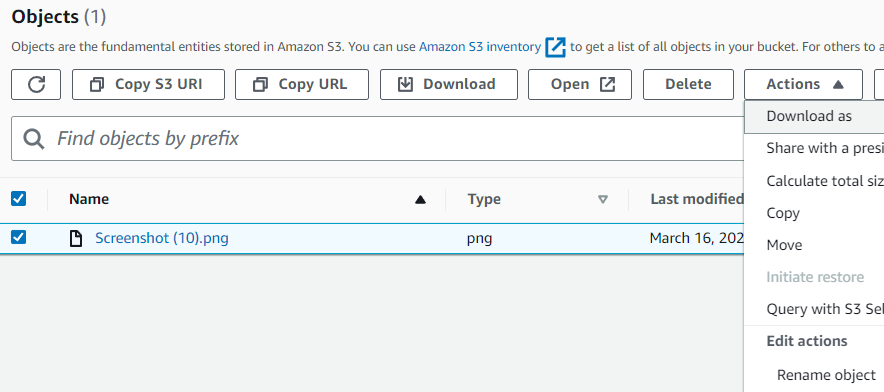 Objects (1)
Objects are the fundamental entities stored in Amazon S3. You can use Amazon S3 inventory to get a list of all objects in your bucket. For others to a
Copy S3 URI Copy URL Download Open Delete Actions
Find objects by prefix
Name Type Last modified
Screenshot (10).png png March 16, 202
Download as
Share with a presi
Calculate total siz
Copy
Move
Initiate restore
Query with S3 Sel
Edit actions
Rename object